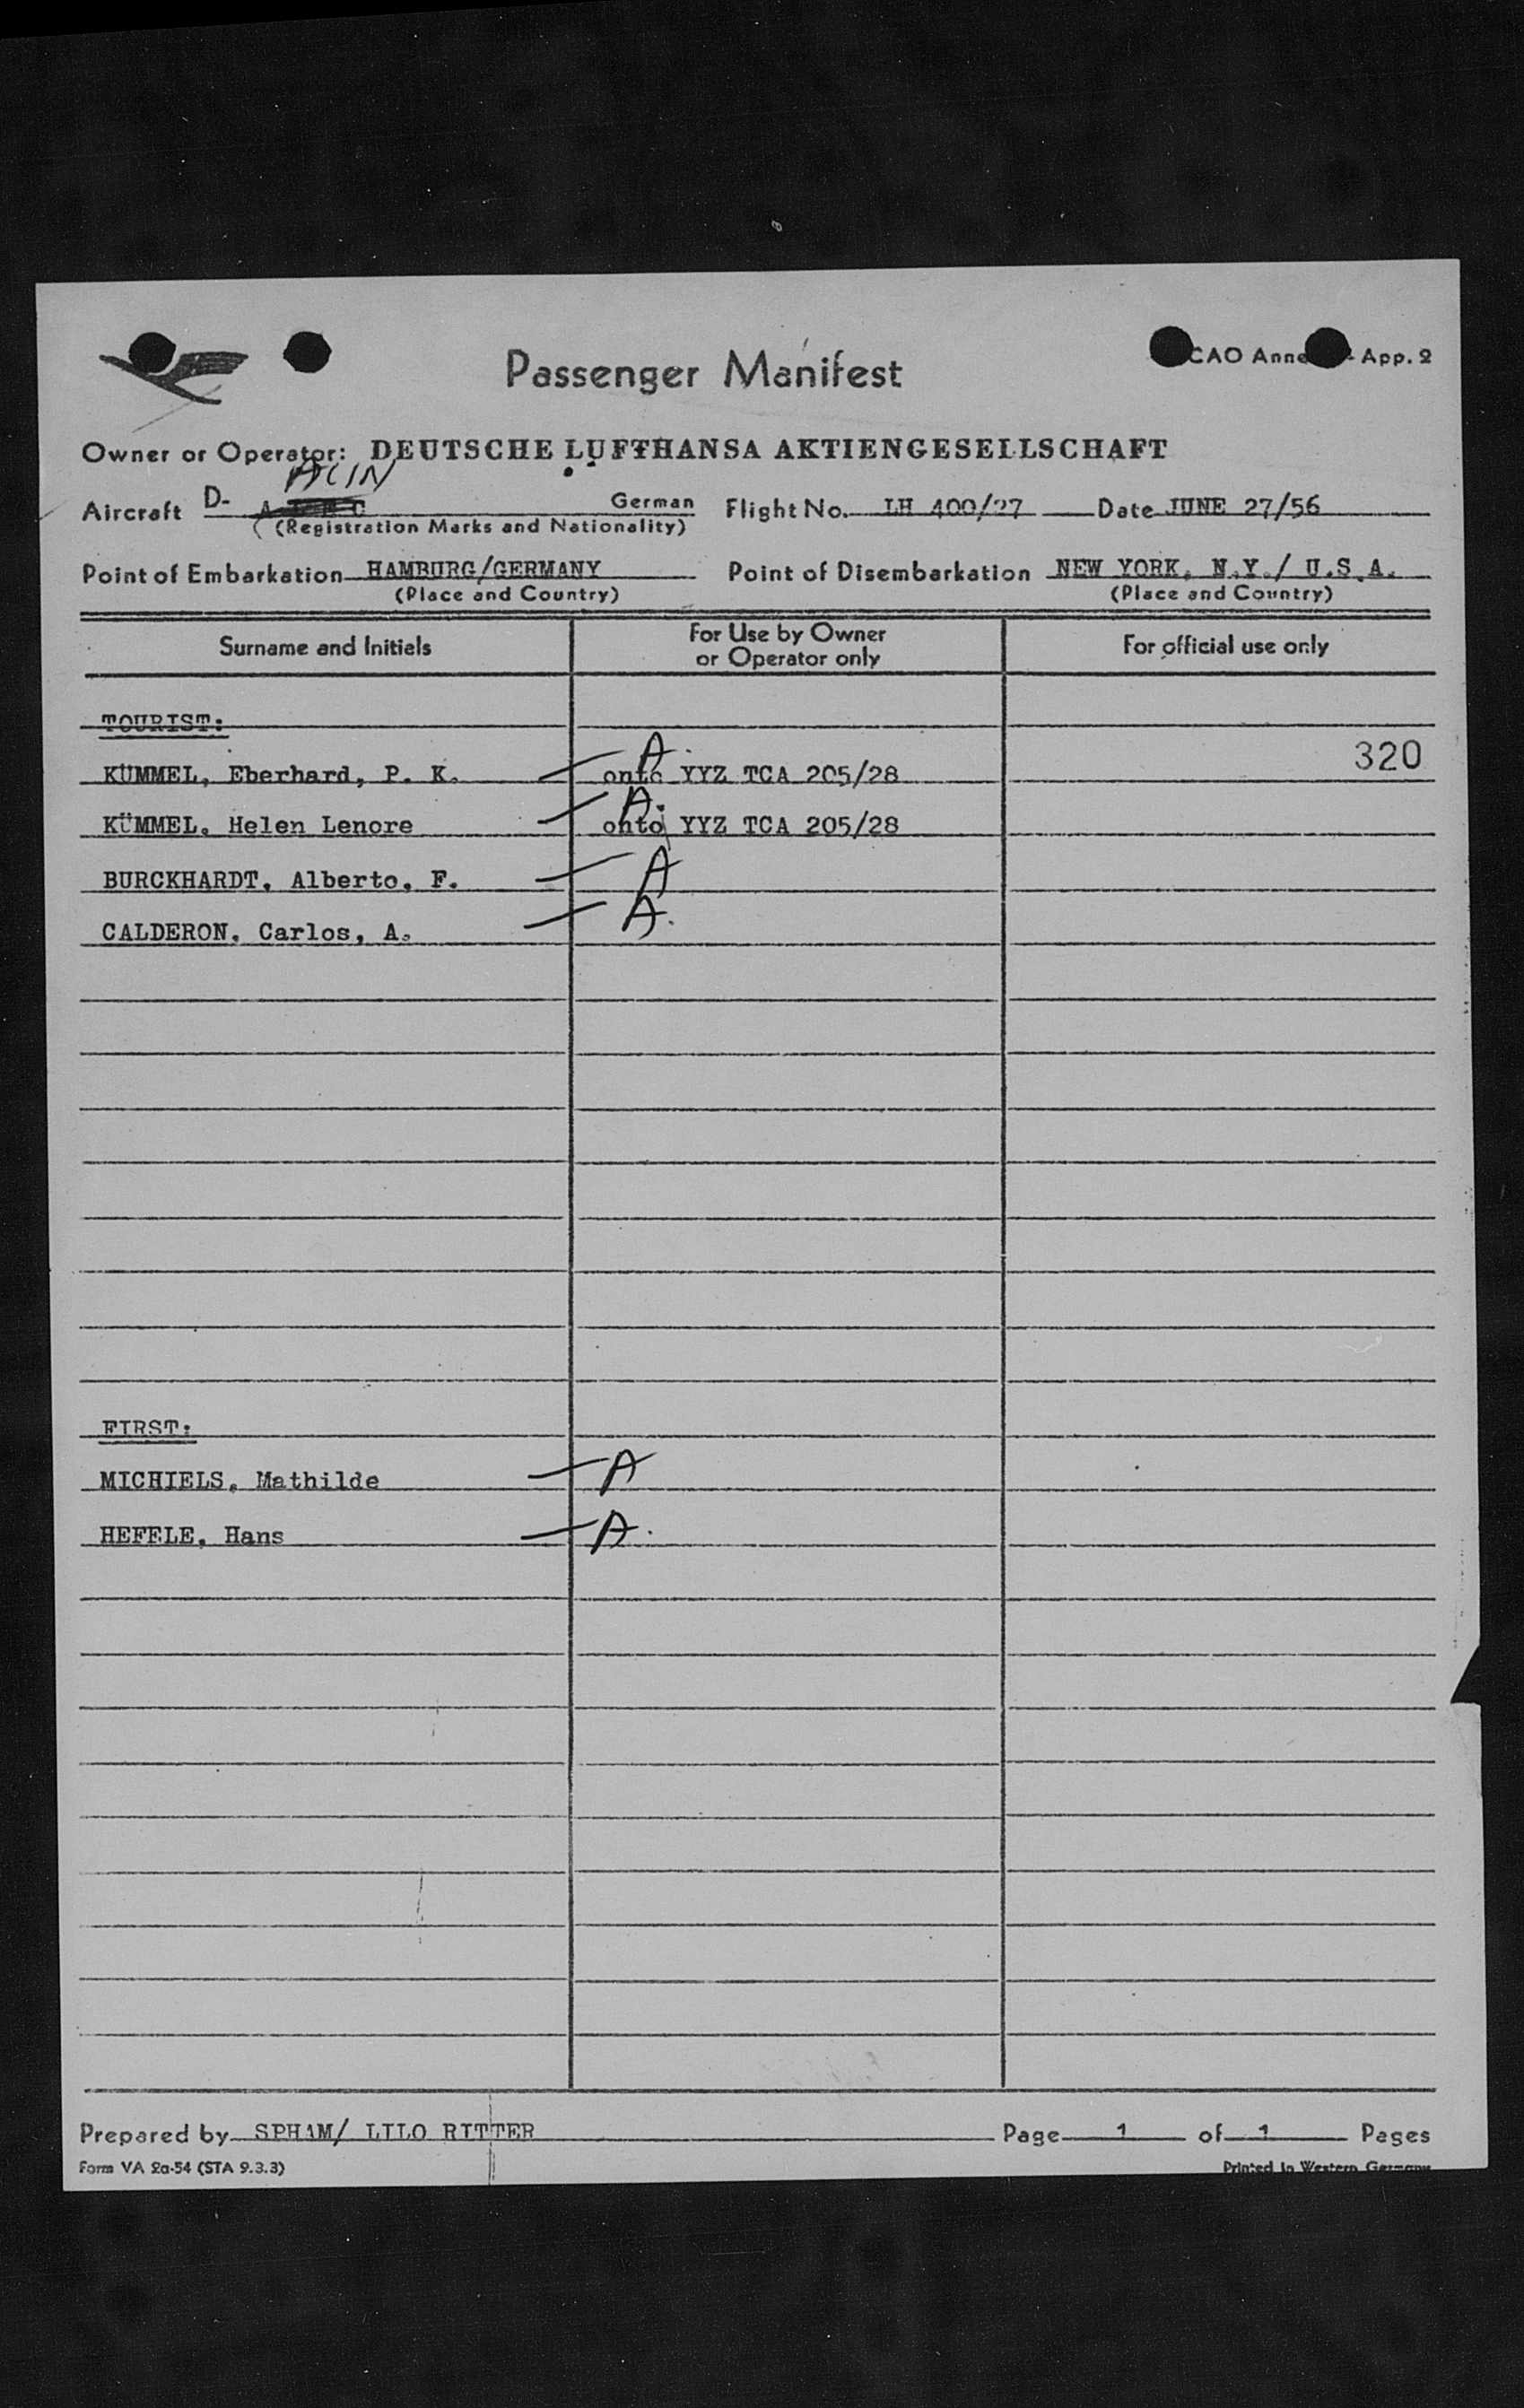 Passenger Manifest
CAO Anne - App. 2
Owner or Operator: DEUTSCHE LUFTHANSA AKTIENGESELLSCHAFT
Aircraft D- German Flight No. LH 400/27 Date JUNE 27/56
(Registration Marks and Nationality)
Point of Embarkation HAMBURG/GERMANY Point of Disembarkation NEW YORK, N.Y./ U.S.A.
(Place and Country) (Place and Country)
Surname and Initials For Use by Owner or Operator only For official use only
TOURIST:
320
KÜMMEL, Eberhard, P. K. A. onto YYZ TCA 205/28
KÜMMEL, Helen Lenore A. onto YYZ TCA 205/28
BURCKHARDT, Alberto, F. A
CALDERON, Carlos, A. A.
FIRST:
MICHIELS, Mathilde A
HEFELE, Hans A.
Prepared by SPHAM/ LILO RITTER Page 1 of 1 Pages
Form VA 2a-54 (STA 9.3.3) Printed in Western Germany